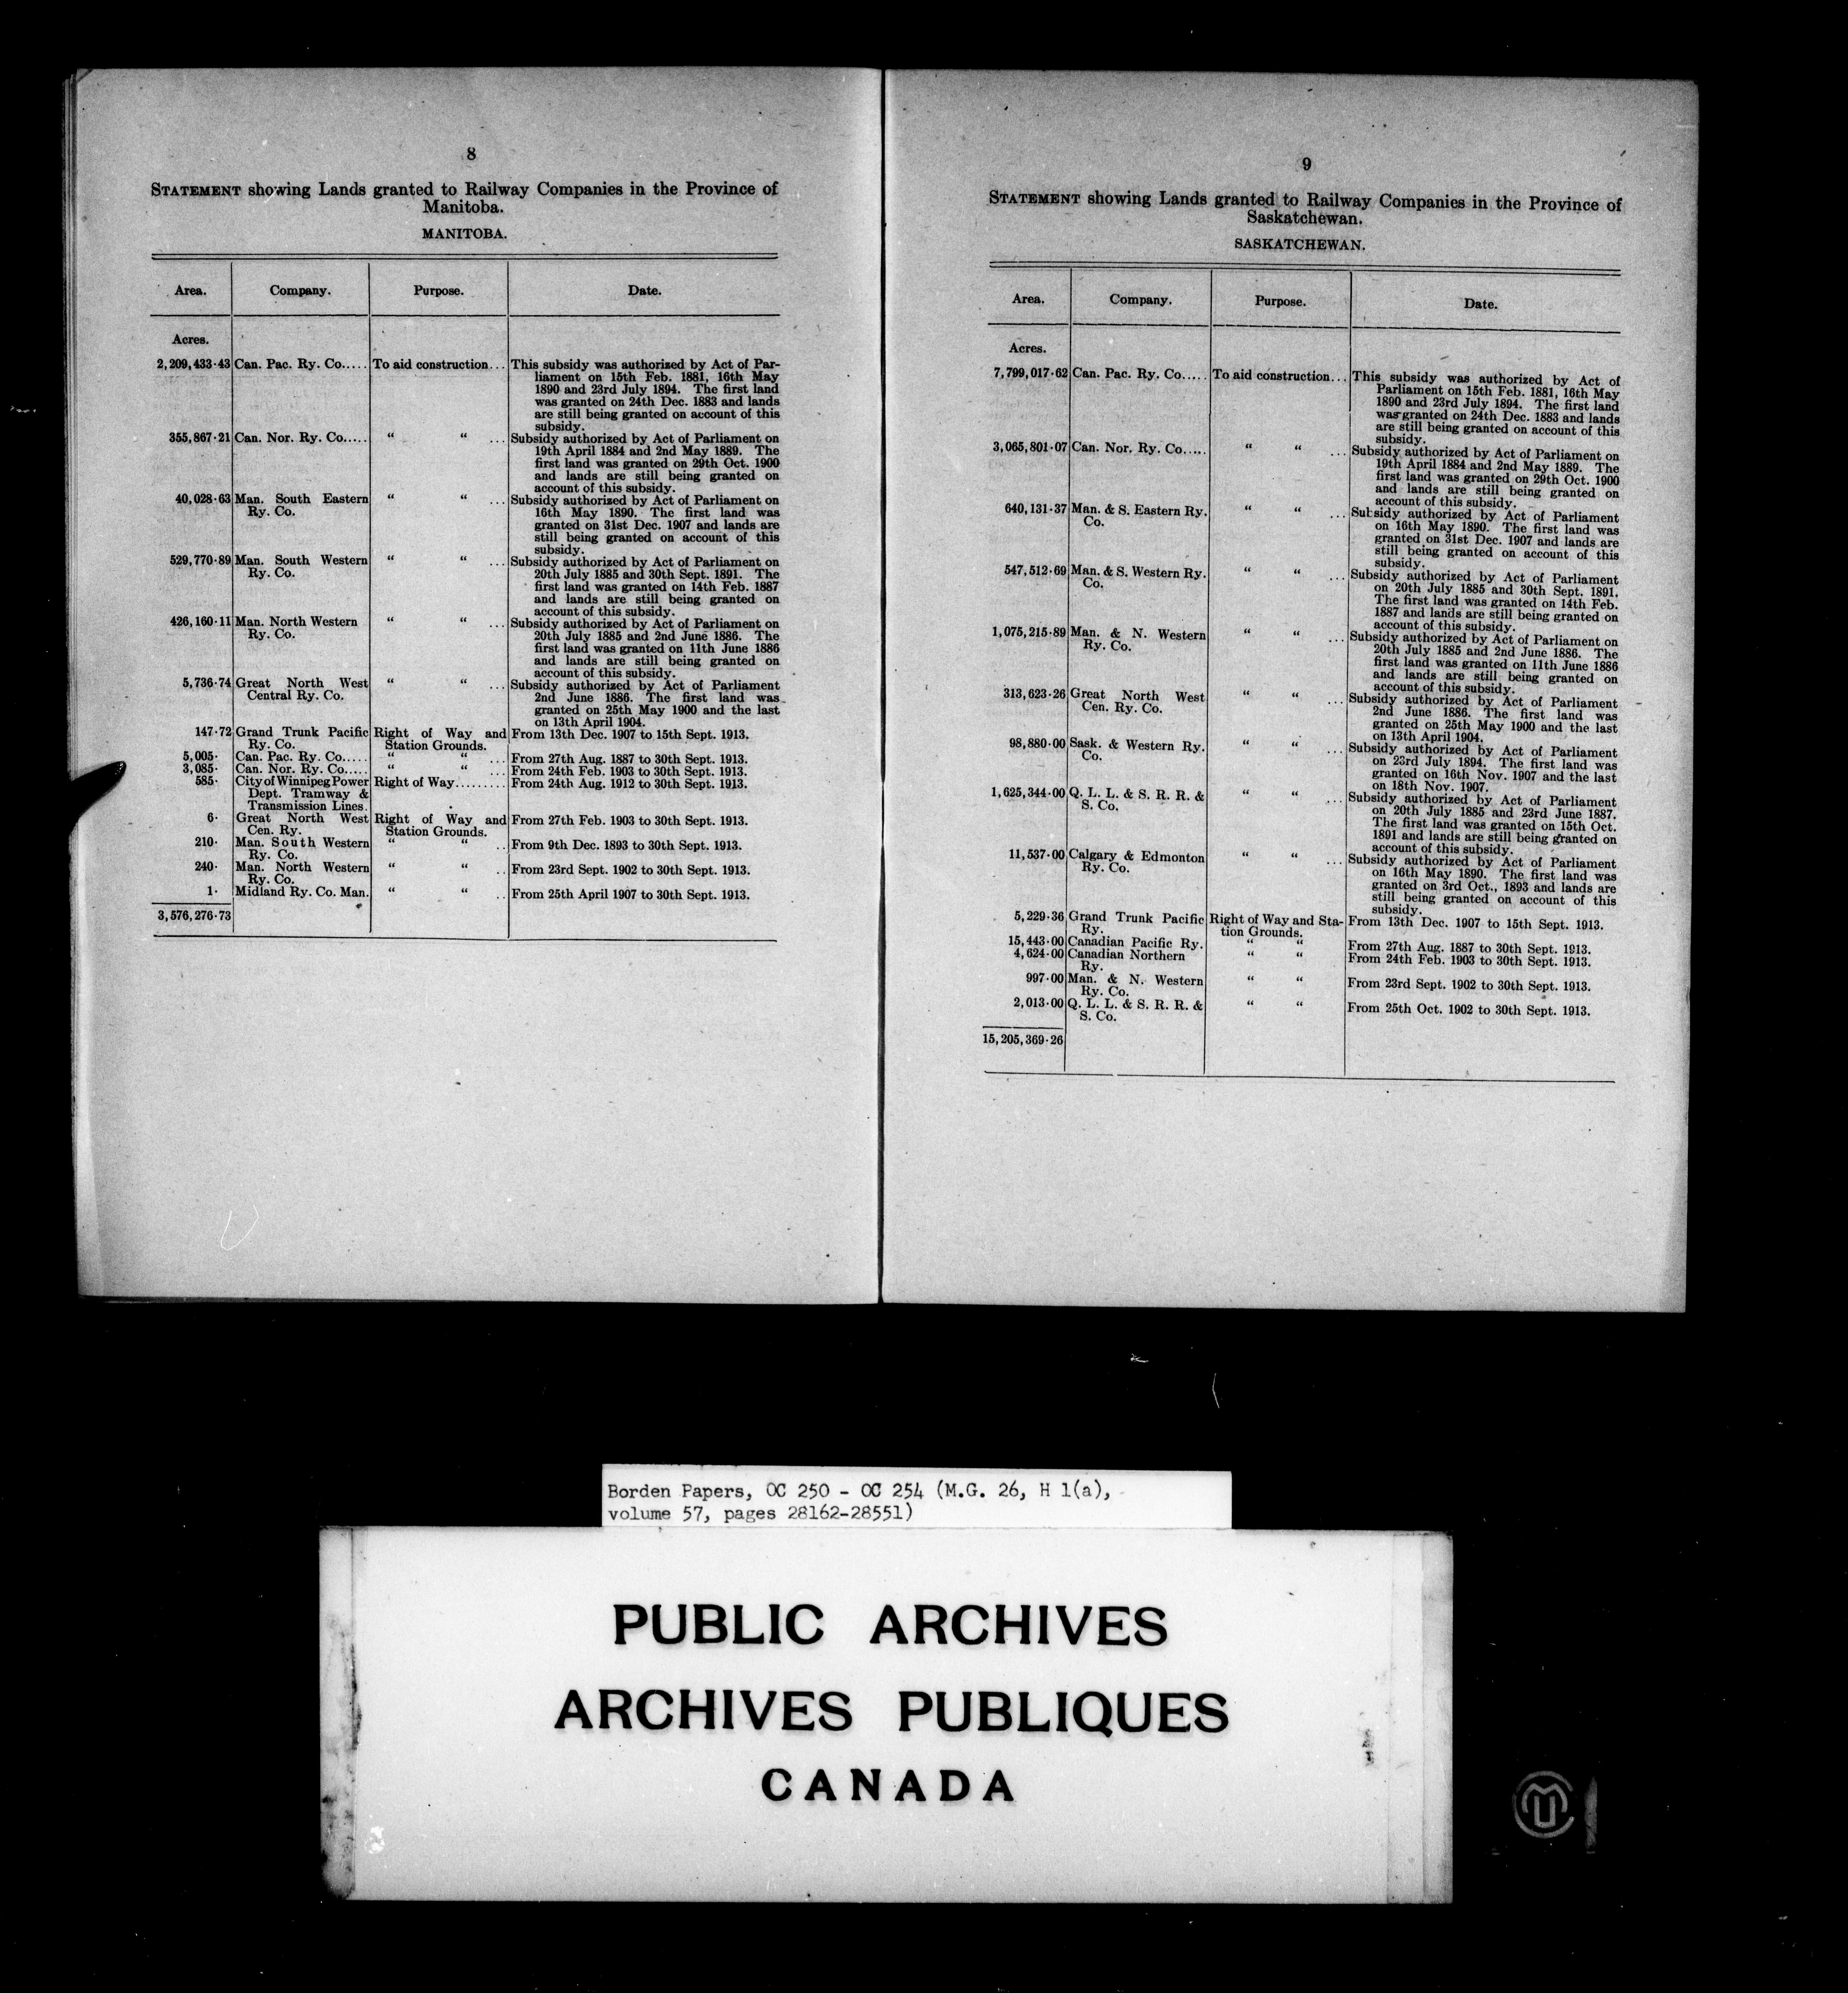 8
STATEMENT showing Lands granted to Railway Companies in the Province of
Manitoba.
MANITOBA.
Area. Company. Purpose. Date.
Acres.
2,209,433·43 Can. Pac. Ry. Co..... To aid construction... This subsidy was authorized by Act of Par-
liament on 15th Feb. 1881, 16th May
1890 and 23rd July 1894. The first land
was granted on 24th Dec. 1883 and lands
are still being granted on account of this
subsidy.
355,867·21 Can. Nor. Ry. Co..... “ “ ... Subsidy authorized by Act of Parliament on
19th April 1884 and 2nd May 1889. The
first land was granted on 29th Oct. 1900
and lands are still being granted on
account of this subsidy.
40,028·63 Man. South Eastern “ “ ... Subsidy authorized by Act of Parliament on
Ry. Co. 16th May 1890. The first land was
granted on 31st Dec. 1907 and lands are
still being granted on account of this
subsidy.
529,770·89 Man. South Western “ “ ... Subsidy authorized by Act of Parliament on
Ry. Co. 20th July 1885 and 30th Sept. 1891. The
first land was granted on 14th Feb. 1887
and lands are still being granted on
account of this subsidy.
426,160·11 Man. North Western “ “ ... Subsidy authorized by Act of Parliament on
Ry. Co. 20th July 1885 and 2nd June 1886. The
first land was granted on 11th June 1886
and lands are still being granted on
account of this subsidy.
5,736·74 Great North West “ “ ... Subsidy authorized by Act of Parliament
Central Ry. Co. 2nd June 1886. The first land was
granted on 25th May 1900 and the last
on 13th April 1904.
147·72 Grand Trunk Pacific Right of Way and From 13th Dec. 1907 to 15th Sept. 1913.
Ry. Co. Station Grounds.
5,005· Can. Pac. Ry. Co..... “ “ ... From 27th Aug. 1887 to 30th Sept. 1913.
3,085· Can. Nor. Ry. Co..... “ “ ... From 24th Feb. 1903 to 30th Sept. 1913.
585· City of Winnipeg Power Right of Way......... From 24th Aug. 1912 to 30th Sept. 1913.
Dept. Tramway &
Transmission Lines.
6· Great North West Right of Way and From 27th Feb. 1903 to 30th Sept. 1913.
Cen. Ry. Station Grounds.
210· Man. South Western “ “ .. From 9th Dec. 1893 to 30th Sept. 1913.
Ry. Co.
240· Man. North Western “ “ .. From 23rd Sept. 1902 to 30th Sept. 1913.
Ry. Co.
1· Midland Ry. Co. Man. “ “ .. From 25th April 1907 to 30th Sept. 1913.
3,576,276·73
9
STATEMENT showing Lands granted to Railway Companies in the Province of
Saskatchewan.
SASKATCHEWAN.
Area. Company. Purpose. Date.
Acres.
7,799,017·62 Can. Pac. Ry. Co..... To aid construction... This subsidy was authorized by Act of
Parliament on 15th Feb. 1881, 16th May
1890 and 23rd July 1894. The first land
was granted on 24th Dec. 1883 and lands
are still being granted on account of this
subsidy.
3,065,801·07 Can. Nor. Ry. Co..... “ “ ... Subsidy authorized by Act of Parliament on
19th April 1884 and 2nd May 1889. The
first land was granted on 29th Oct. 1900
and lands are still being granted on
account of this subsidy.
640,131·37 Man. & S. Eastern Ry. “ “ ... Subsidy authorized by Act of Parliament
Co. on 16th May 1890. The first land was
granted on 31st Dec. 1907 and lands are
still being granted on account of this
subsidy.
547,512·69 Man. & S. Western Ry. “ “ ... Subsidy authorized by Act of Parliament
Co. on 20th July 1885 and 30th Sept. 1891.
The first land was granted on 14th Feb.
1887 and lands are still being granted on
account of this subsidy.
1,075,215·89 Man. & N. Western “ “ ... Subsidy authorized by Act of Parliament on
Ry. Co. 20th July 1885 and 2nd June 1886. The
first land was granted on 11th June 1886
and lands are still being granted on
account of this subsidy.
313,623·26 Great North West “ “ ... Subsidy authorized by Act of Parliament
Cen. Ry. Co. 2nd June 1886. The first land was
granted on 25th May 1900 and the last
on 13th April 1904.
98,880·00 Sask. & Western Ry. “ “ ... Subsidy authorized by Act of Parliament
Co. on 23rd July 1894. The first land was
granted on 16th Nov. 1907 and the last
on 18th Nov. 1907.
1,625,344·00 Q. L. L. & S. R. R. & “ “ ... Subsidy authorized by Act of Parliament
S. Co. on 20th July 1885 and 23rd June 1887.
The first land was granted on 15th Oct.
1891 and lands are still being granted on
account of this subsidy.
11,537·00 Calgary & Edmonton “ “ ... Subsidy authorized by Act of Parliament
Ry. Co. on 16th May 1890. The first land was
granted on 3rd Oct., 1893 and lands are
still being granted on account of this
subsidy.
5,229·36 Grand Trunk Pacific Right of Way and Sta- From 13th Dec. 1907 to 15th Sept. 1913.
Ry. tion Grounds.
15,443·00 Canadian Pacific Ry. “ “ From 27th Aug. 1887 to 30th Sept. 1913.
4,624·00 Canadian Northern “ “ From 24th Feb. 1903 to 30th Sept. 1913.
Ry.
997·00 Man. & N. Western “ “ From 23rd Sept. 1902 to 30th Sept. 1913.
Ry. Co.
2,013·00 Q. L. L. & S. R. R. & “ “ From 25th Oct. 1902 to 30th Sept. 1913.
S. Co.
15,205,369·26
Borden Papers, OC 250 - OC 254 (M.G. 26, H 1(a),
volume 57, pages 28162-28551)
PUBLIC ARCHIVES
ARCHIVES PUBLIQUES
CANADA